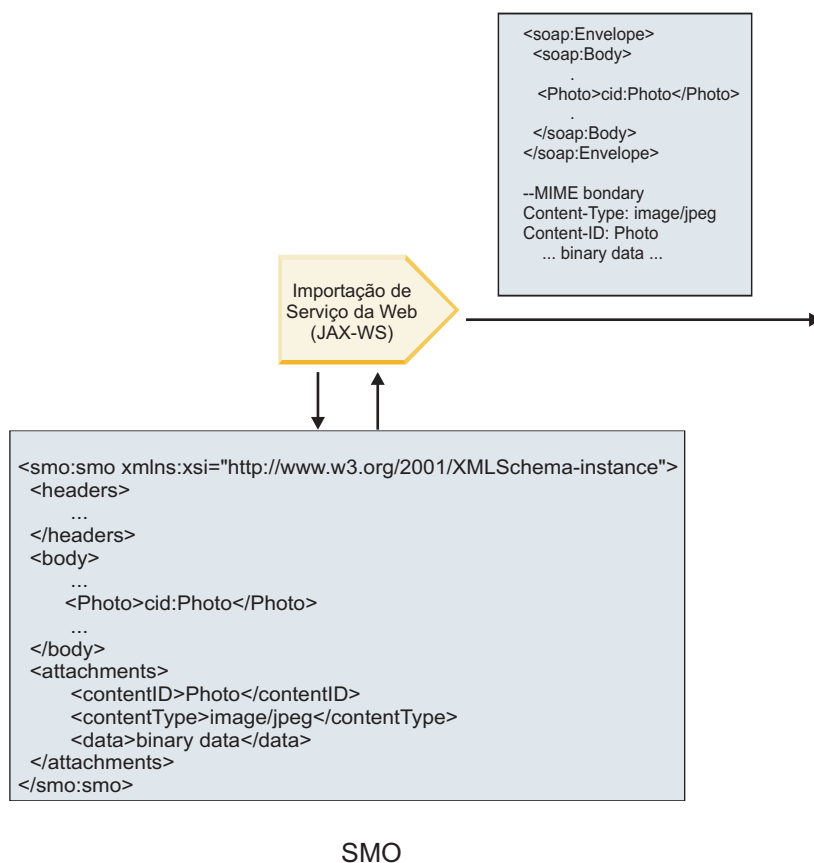 <soap:Envelope>
<soap:Body>
.
<Photo>cid:Photo</Photo>
.
</soap:Body>
</soap:Envelope>
--MIME bondary
Content-Type: image/jpeg
Content-ID: Photo
... binary data ...
Importação de
Serviço da Web
(JAX-WS)
<smo:smo xmlns:xsi="http://www.w3.org/2001/XMLSchema-instance">
<headers>
...
</headers>
<body>
...
<Photo>cid:Photo</Photo>
...
</body>
<attachments>
<contentID>Photo</contentID>
<contentType>image/jpeg</contentType>
<data>binary data</data>
</attachments>
</smo:smo>
SMO